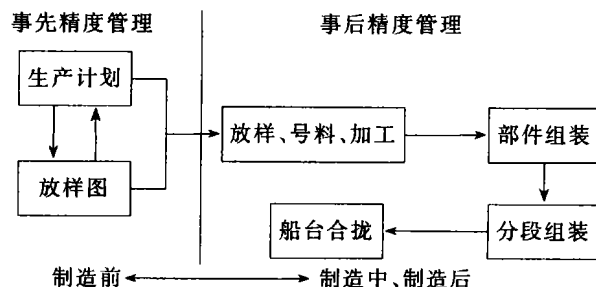 事先精度管理
事后精度管理
生产计划
放样图
放样、号料、加工
部件组装
船台合拢
分段组装
制造前
制造中、制造后